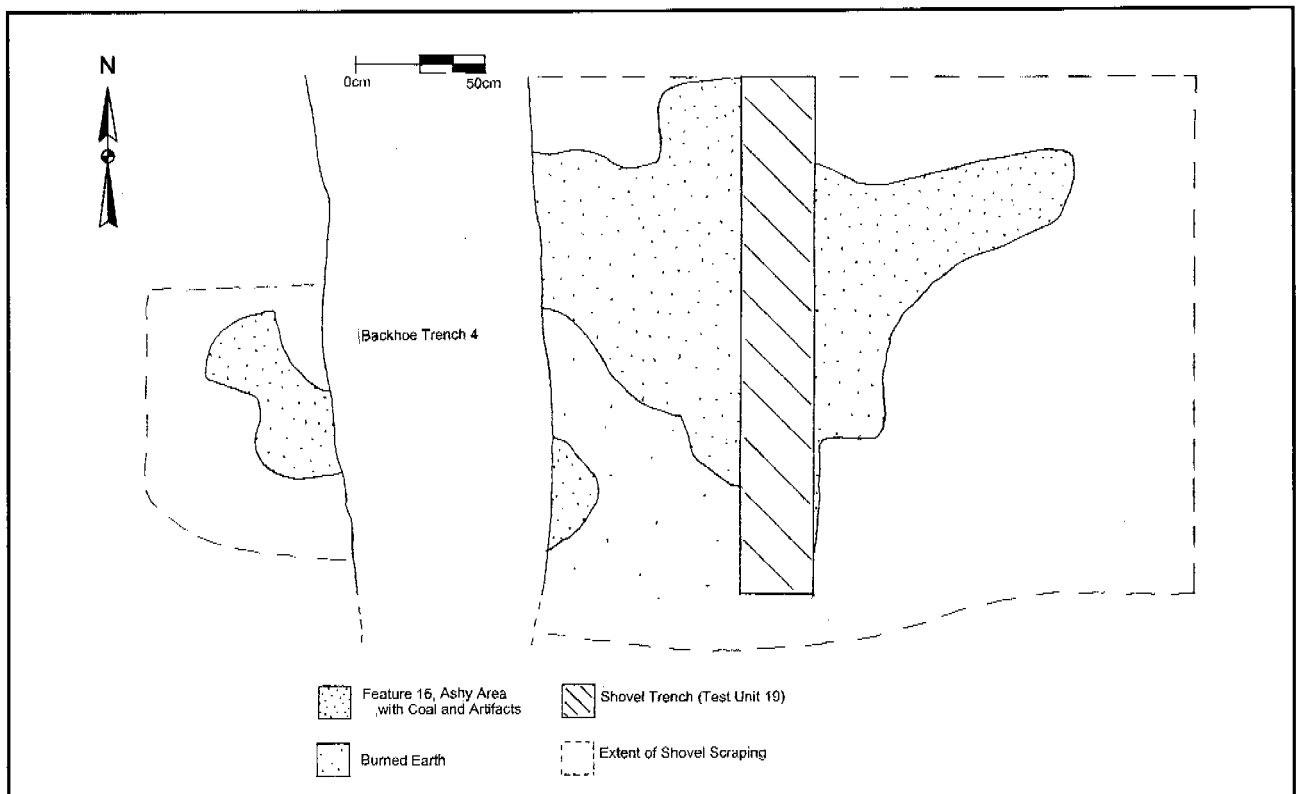 N
0cm 50cm
Backhoe Trench 4
Feature 16, Ashy Area
with Coal and Artifacts
Shovel Trench (Test Unit 19)
Burned Earth
Extent of Shovel Scraping